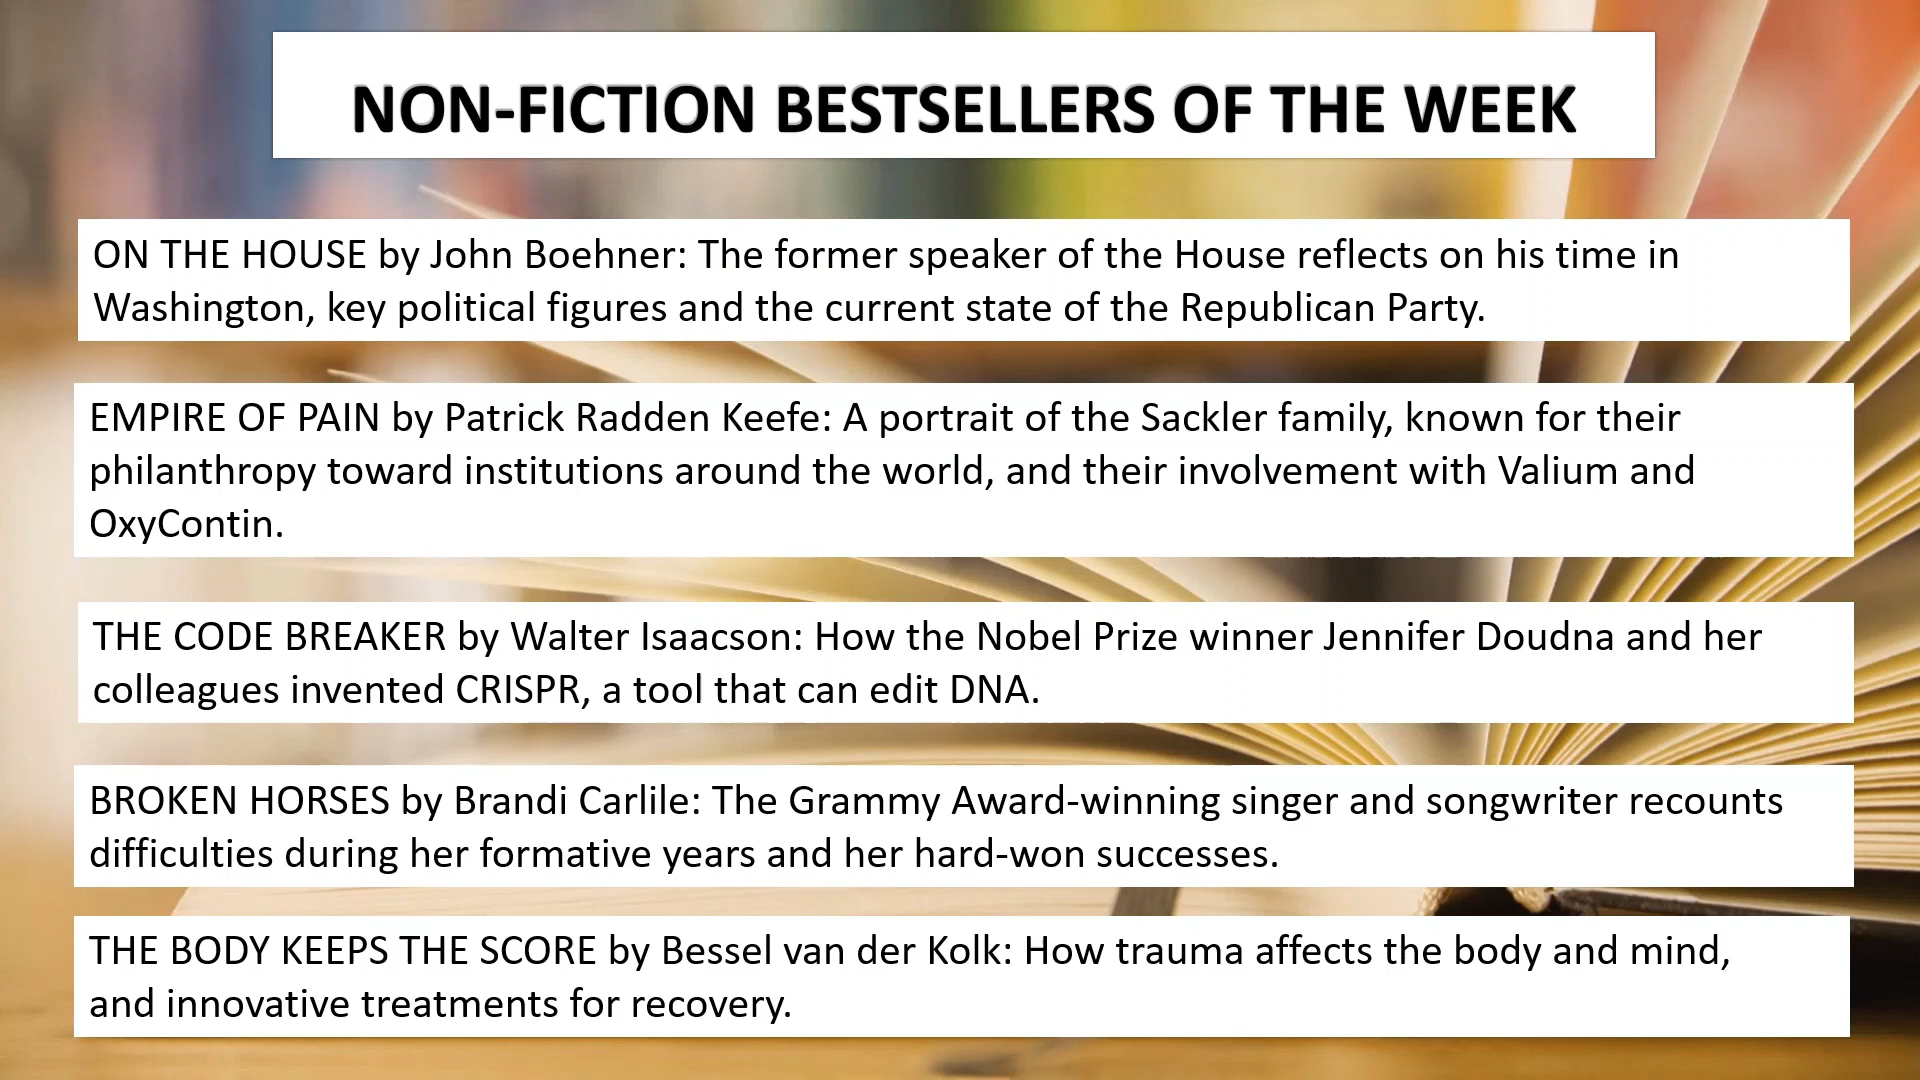 NON-FICTION BESTSELLERS OF THE WEEK
ON THE HOUSE by John Boehner: The former speaker of the House reflects on his time in
Washington, key political figures and the current state of the Republican Party.
EMPIRE OF PAIN by Patrick Radden Keefe: A portrait of the Sackler family, known for their
philanthropy toward institutions around the world, and their involvement with Valium and
OxyContin.
THE CODE BREAKER by Walter Isaacson: How the Nobel Prize winner Jennifer Doudna and her
colleagues invented CRISPR, a tool that can edit DNA.
BROKEN HORSES by Brandi Carlile: The Grammy Award-winning singer and songwriter recounts
difficulties during her formative years and her hard-won successes.
THE BODY KEEPS THE SCORE by Bessel van der Kolk: How trauma affects the body and mind,
and innovative treatments for recovery.